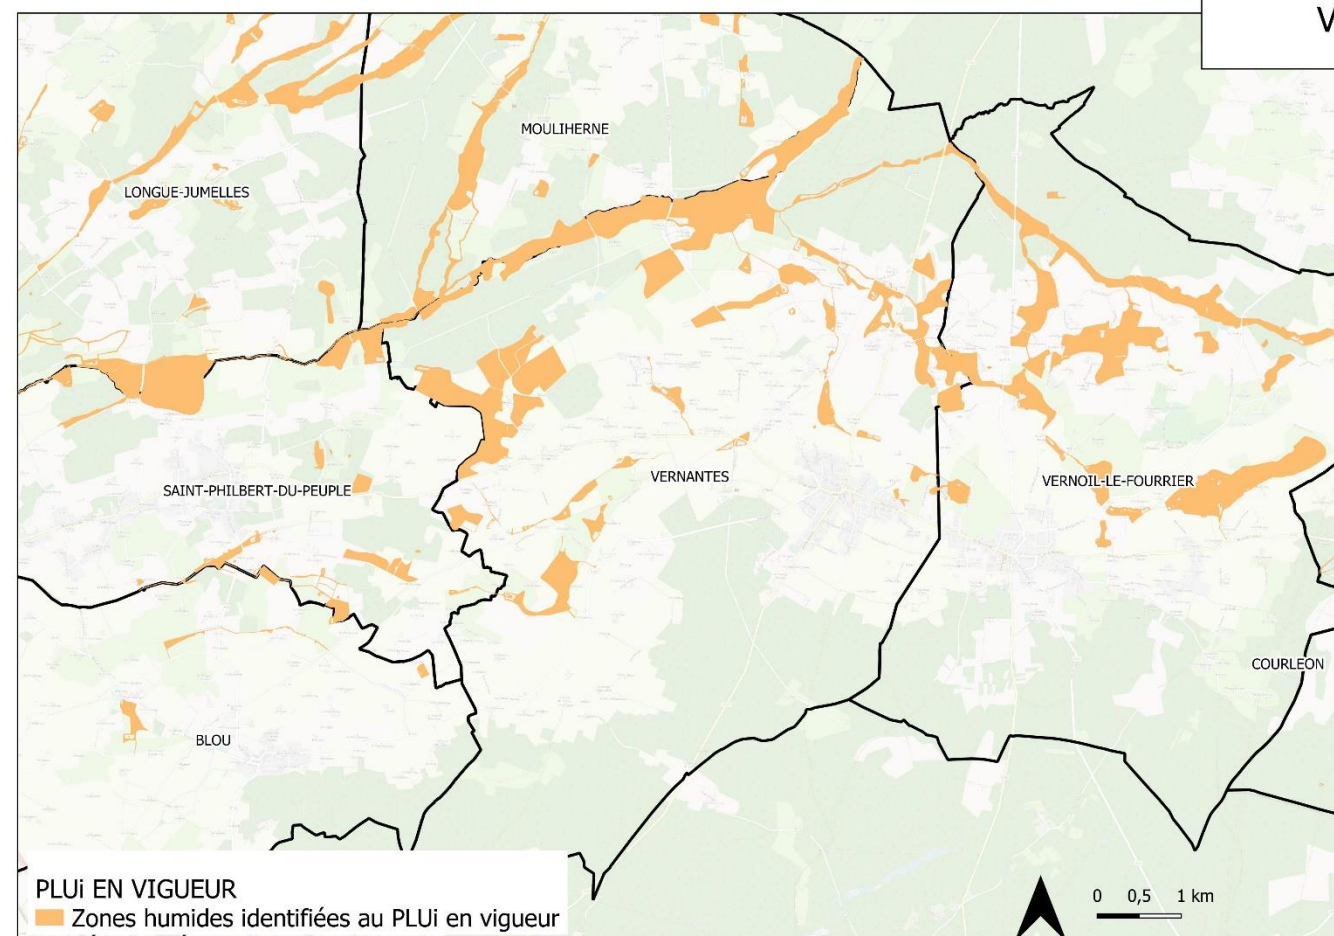 V
MOULIHERNE
LONGUE-JUMELLES
VERNANTES
VERNOIL-LE-FOURRIER
SAINT-PHILBERT-DU-PEUPLE
COURLEON
BLOU
PLUi EN VIGUEUR
Zones humides identifiées au PLUi en vigueur
0 0,5 1 km